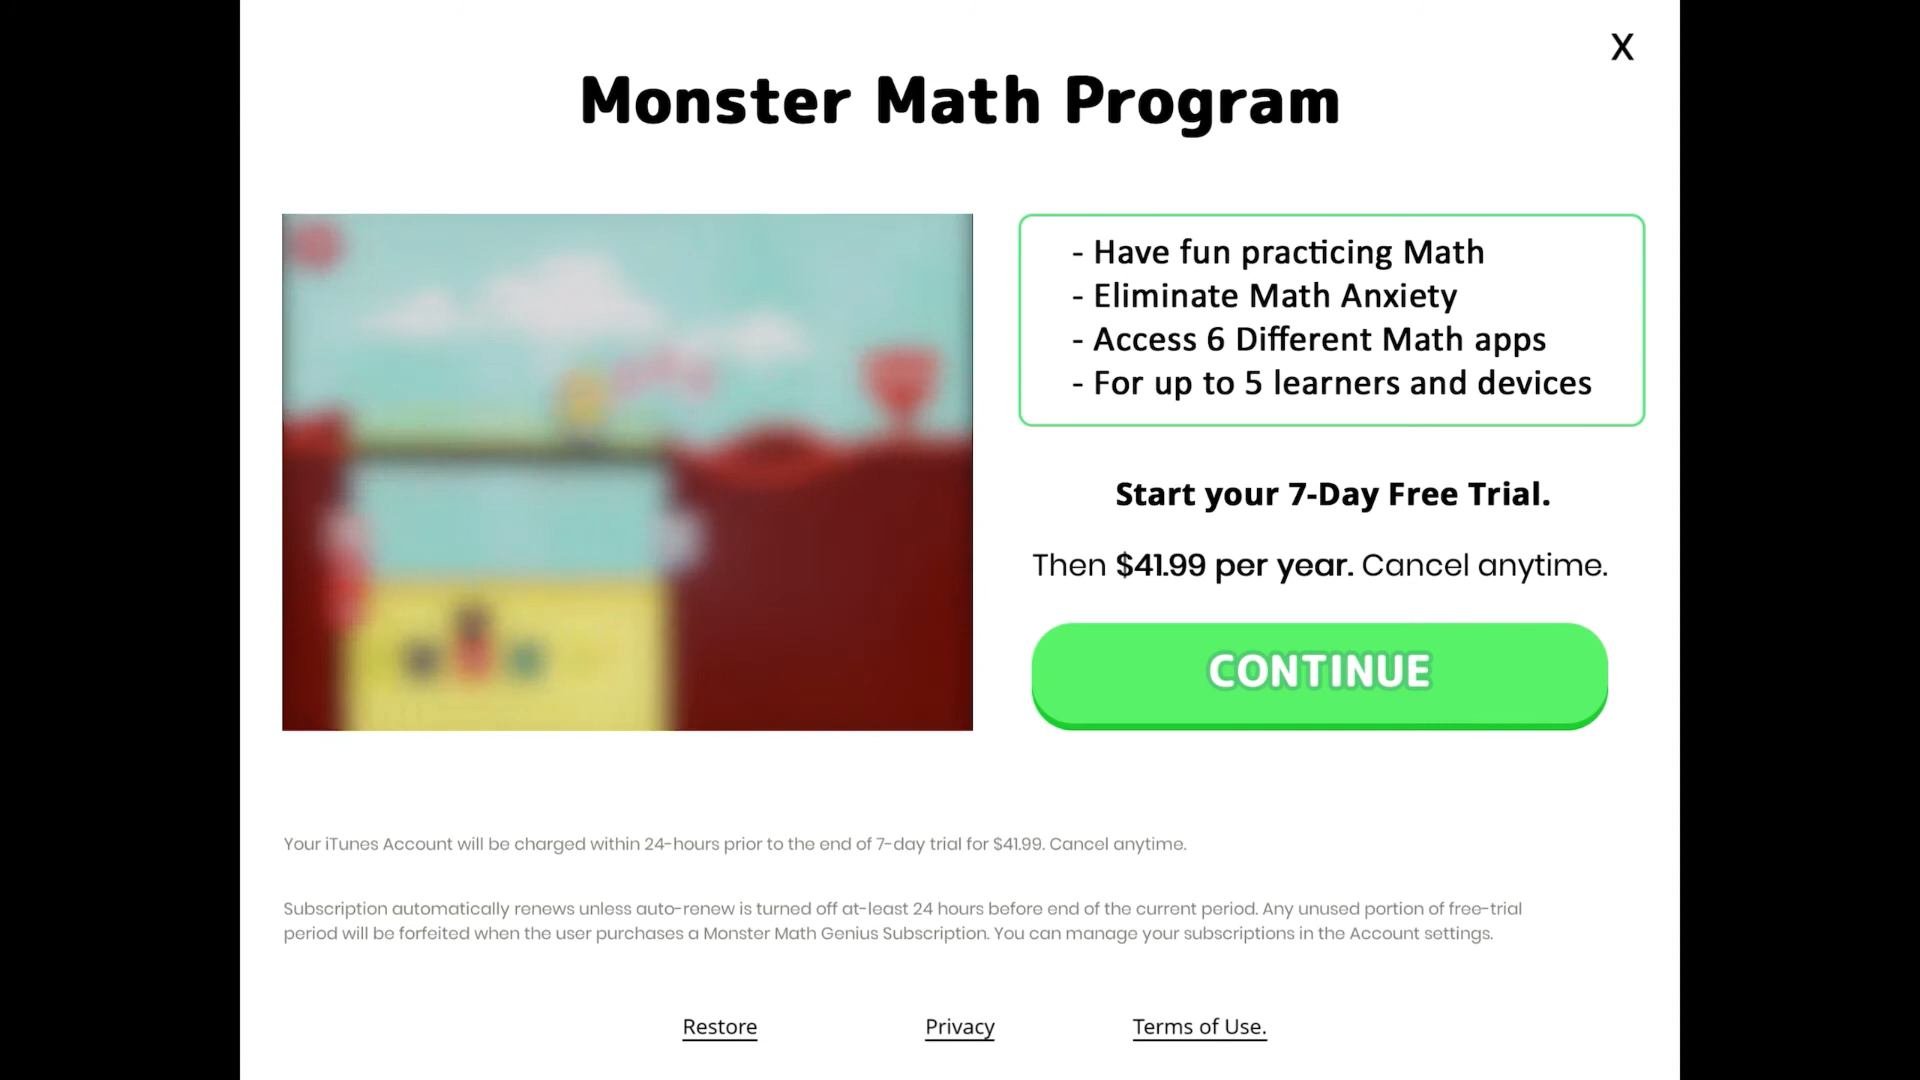 X
Monster Math Program
- Have fun practicing Math
- Eliminate Math Anxiety
- Access 6 Different Math apps
- For up to 5 learners and devices
Start your 7-Day Free Trial.
Then $41.99 per year. Cancel anytime.
CONTINUE
Your iTunes Account will be charged within 24-hours prior to the end of 7-day trial for $41.99. Cancel anytime.
Subscription automatically renews unless auto-renew is turned off at-least 24 hours before end of the current period. Any unused portion of free-trial
period will be forfeited when the user purchases a Monster Math Genius Subscription. You can manage your subscriptions in the Account settings.
Restore Privacy Terms of Use.